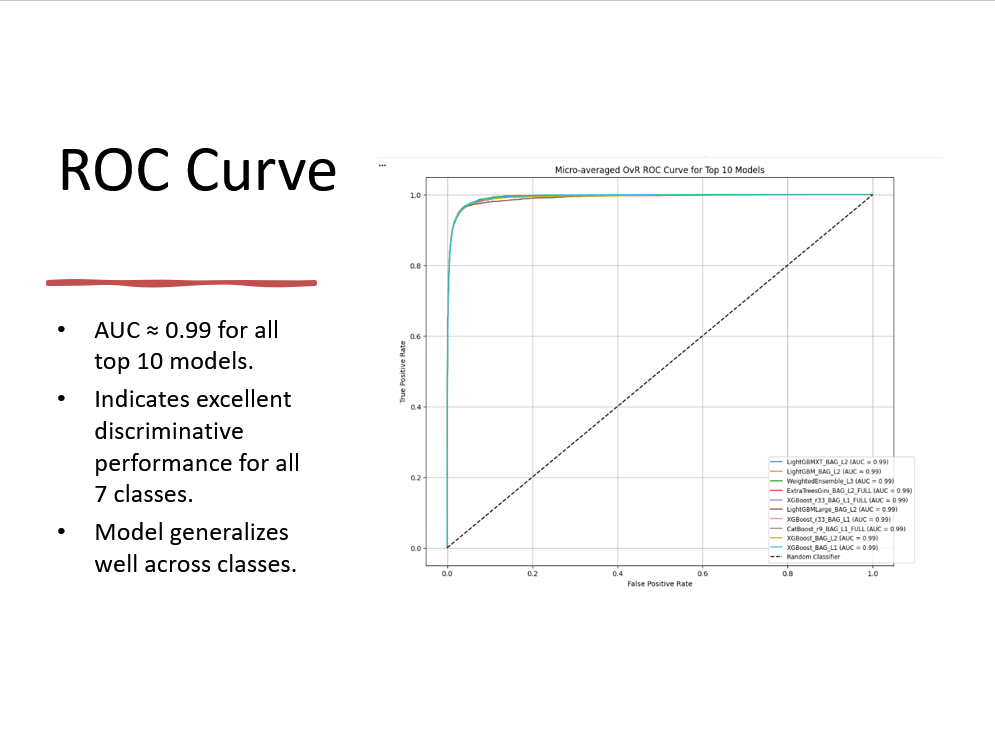 ROC Curve
• AUC ≈ 0.99 for all
top 10 models.
• Indicates excellent
discriminative
performance for all
7 classes.
• Model generalizes
well across classes.
...
Micro-averaged OvR ROC Curve for Top 10 Models
True Positive Rate
1.0
0.8
0.6
0.4
0.2
0.0
LightGBMXT_BAG_L2 (AUC = 0.99)
LightGBM_BAG_L2 (AUC = 0.99)
WeightedEnsemble_L3 (AUC = 0.99)
ExtraTreesGini_BAG_L2_FULL (AUC = 0.99)
XGBoost_r33_BAG_L1_FULL (AUC = 0.99)
LightGBMLarge_BAG_L2 (AUC = 0.99)
XGBoost_r33_BAG_L1 (AUC = 0.99)
CatBoost_r9_BAG_L1_FULL (AUC = 0.99)
XGBoost_BAG_L2 (AUC = 0.99)
XGBoost_BAG_L1 (AUC = 0.99)
Random Classifier
0.0 0.2 0.4 0.6 0.8 1.0
False Positive Rate